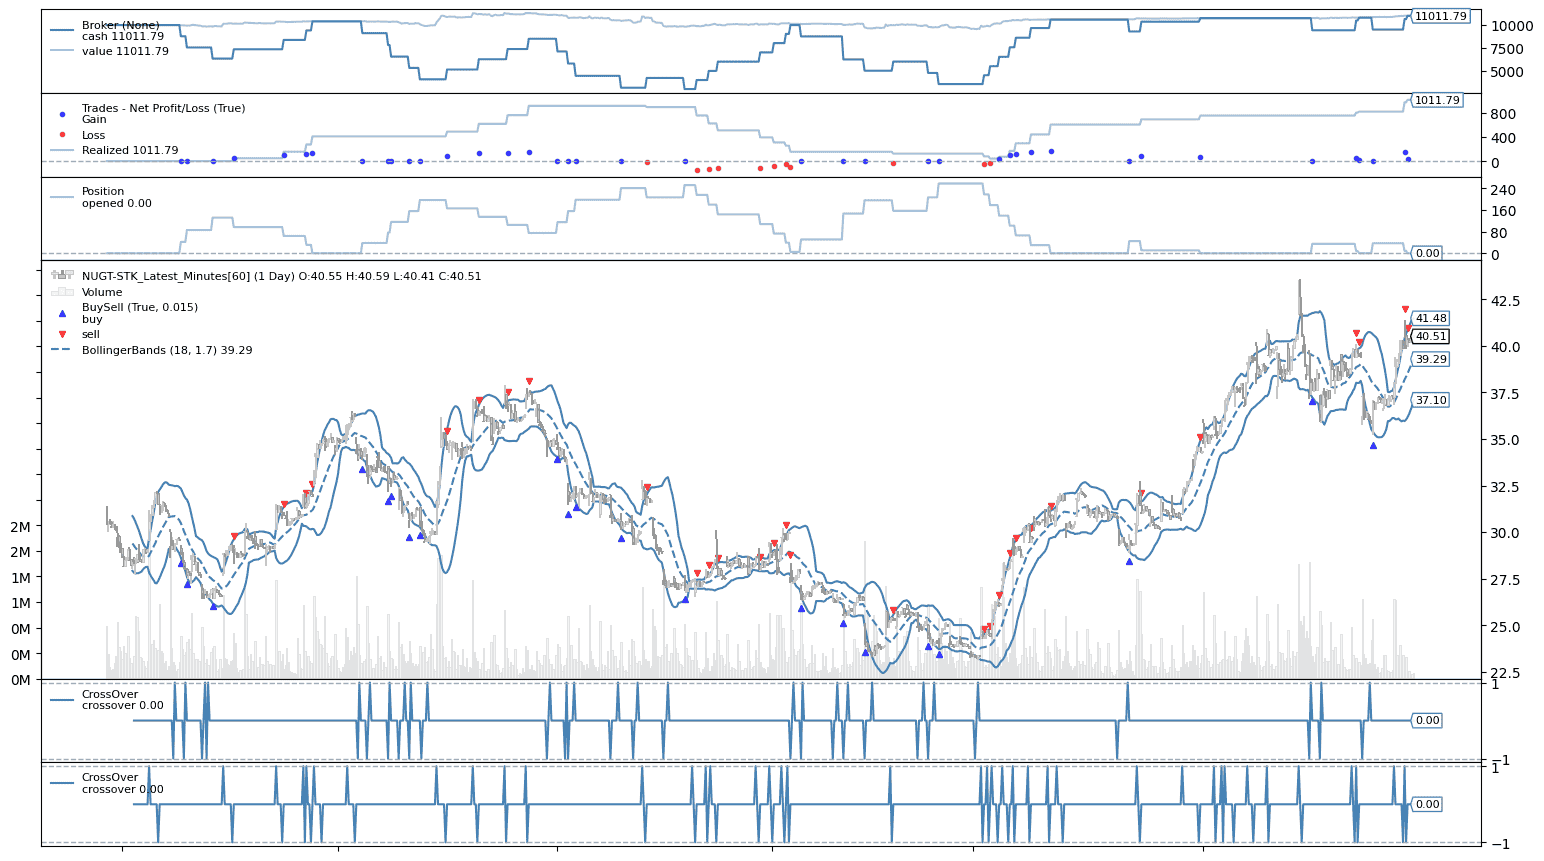 Broker (None)
cash 11011.79
value 11011.79
11011.79
10000
7500
5000
Trades - Net Profit/Loss (True)
Gain
Loss
Realized 1011.79
1011.79
800
400
0
Position
opened 0.00
240
160
80
0
0.00
NUGT-STK_Latest_Minutes[60] (1 Day) O:40.55 H:40.59 L:40.41 C:40.51
Volume
BuySell (True, 0.015)
buy
sell
BollingerBands (18, 1.7) 39.29
42.5
41.48
40.51
40.0
39.29
37.5
37.10
35.0
32.5
30.0
27.5
25.0
22.5
2M
2M
1M
1M
0M
0M
0M
CrossOver
crossover 0.00
1
0.00
−1
CrossOver
crossover 0.00
1
0.00
−1